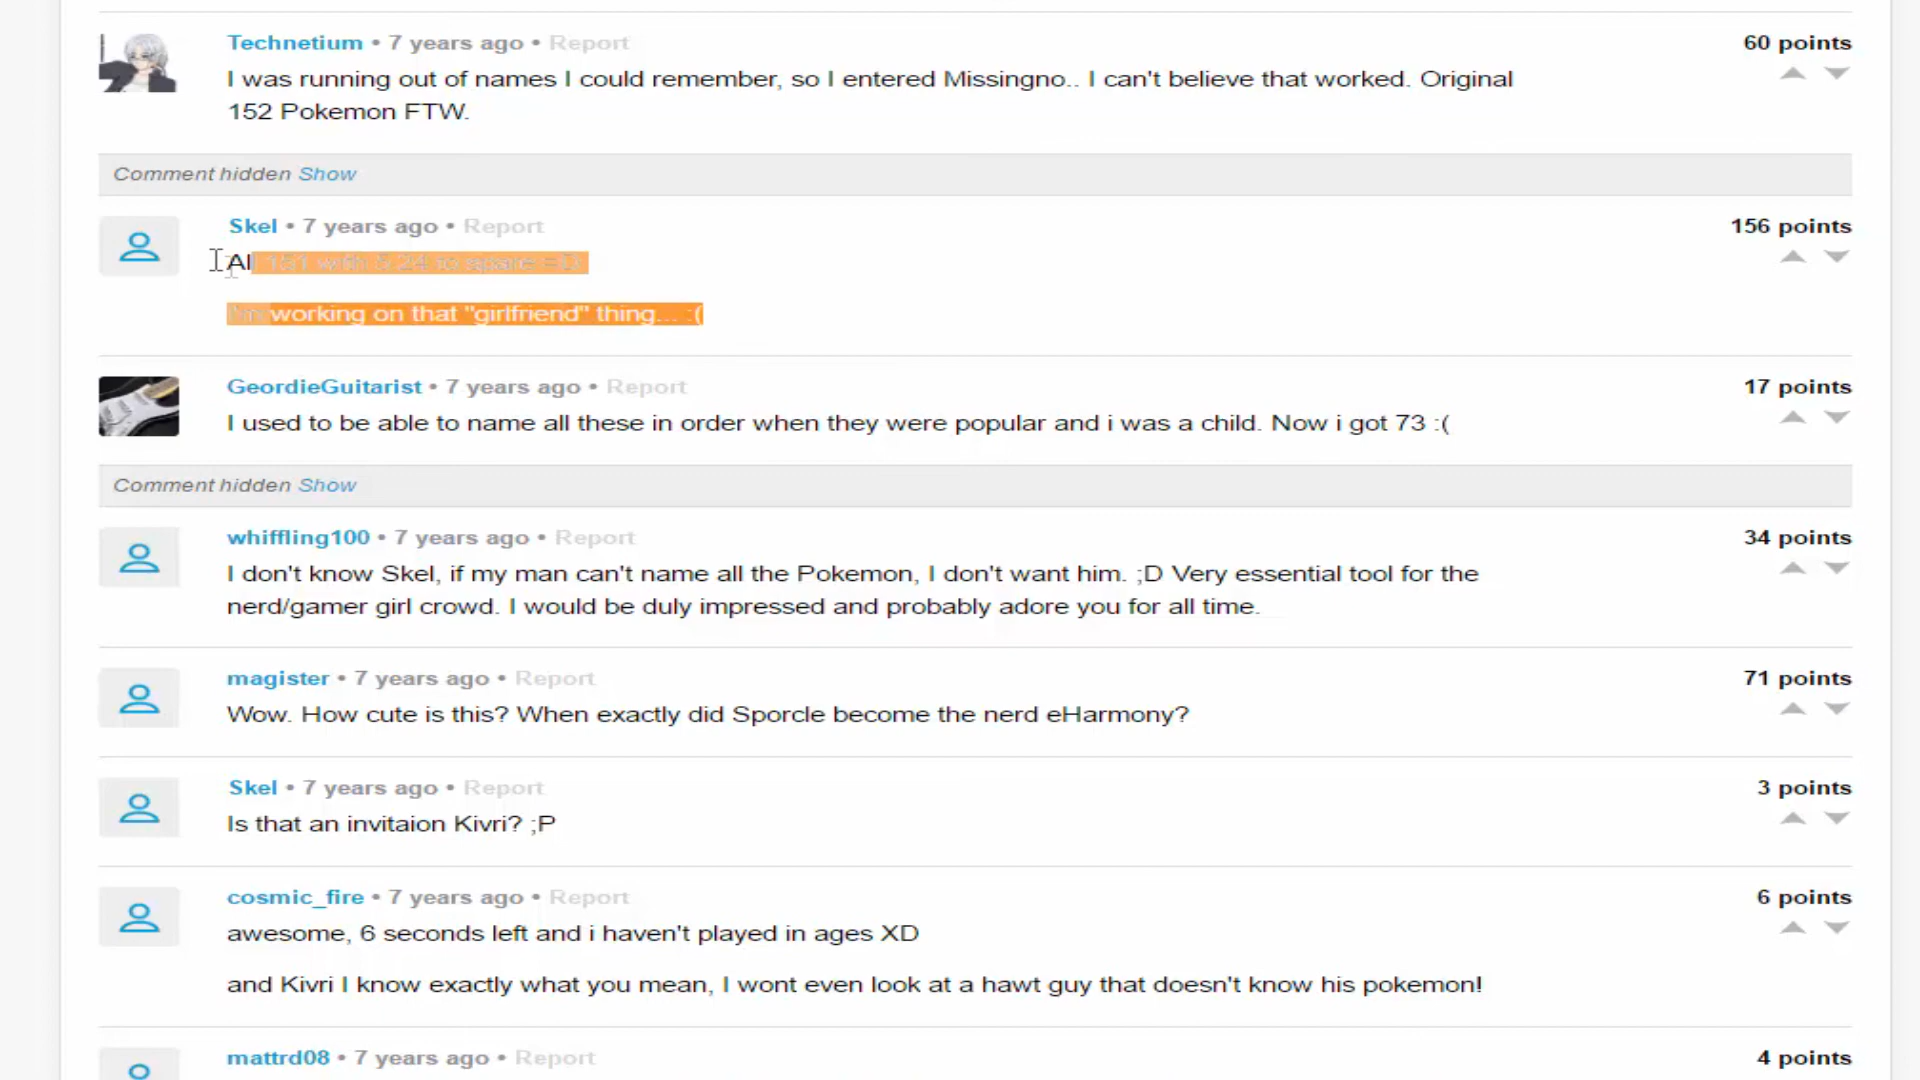 Technetium • 7 years ago • Report
60 points
I was running out of names I could remember, so I entered Missingno.. I can't believe that worked. Original
152 Pokemon FTW.
Comment hidden Show
Skel • 7 years ago • Report
156 points
All 151 with 5:24 to spare =D
working on that "girlfriend" thing... :(
GeordieGuitarist • 7 years ago • Report
17 points
I used to be able to name all these in order when they were popular and i was a child. Now i got 73 :(
Comment hidden Show
whiffling100 • 7 years ago • Report
34 points
I don't know Skel, if my man can't name all the Pokemon, I don't want him. ;D Very essential tool for the
nerd/gamer girl crowd. I would be duly impressed and probably adore you for all time.
magister • 7 years ago • Report
71 points
Wow. How cute is this? When exactly did Sporcle become the nerd eHarmony?
Skel • 7 years ago • Report
3 points
Is that an invitaion Kivri? ;P
cosmic_fire • 7 years ago • Report
6 points
awesome, 6 seconds left and i haven't played in ages XD
and Kivri I know exactly what you mean, I wont even look at a hawt guy that doesn't know his pokemon!
mattrd08 • 7 years ago • Report
4 points